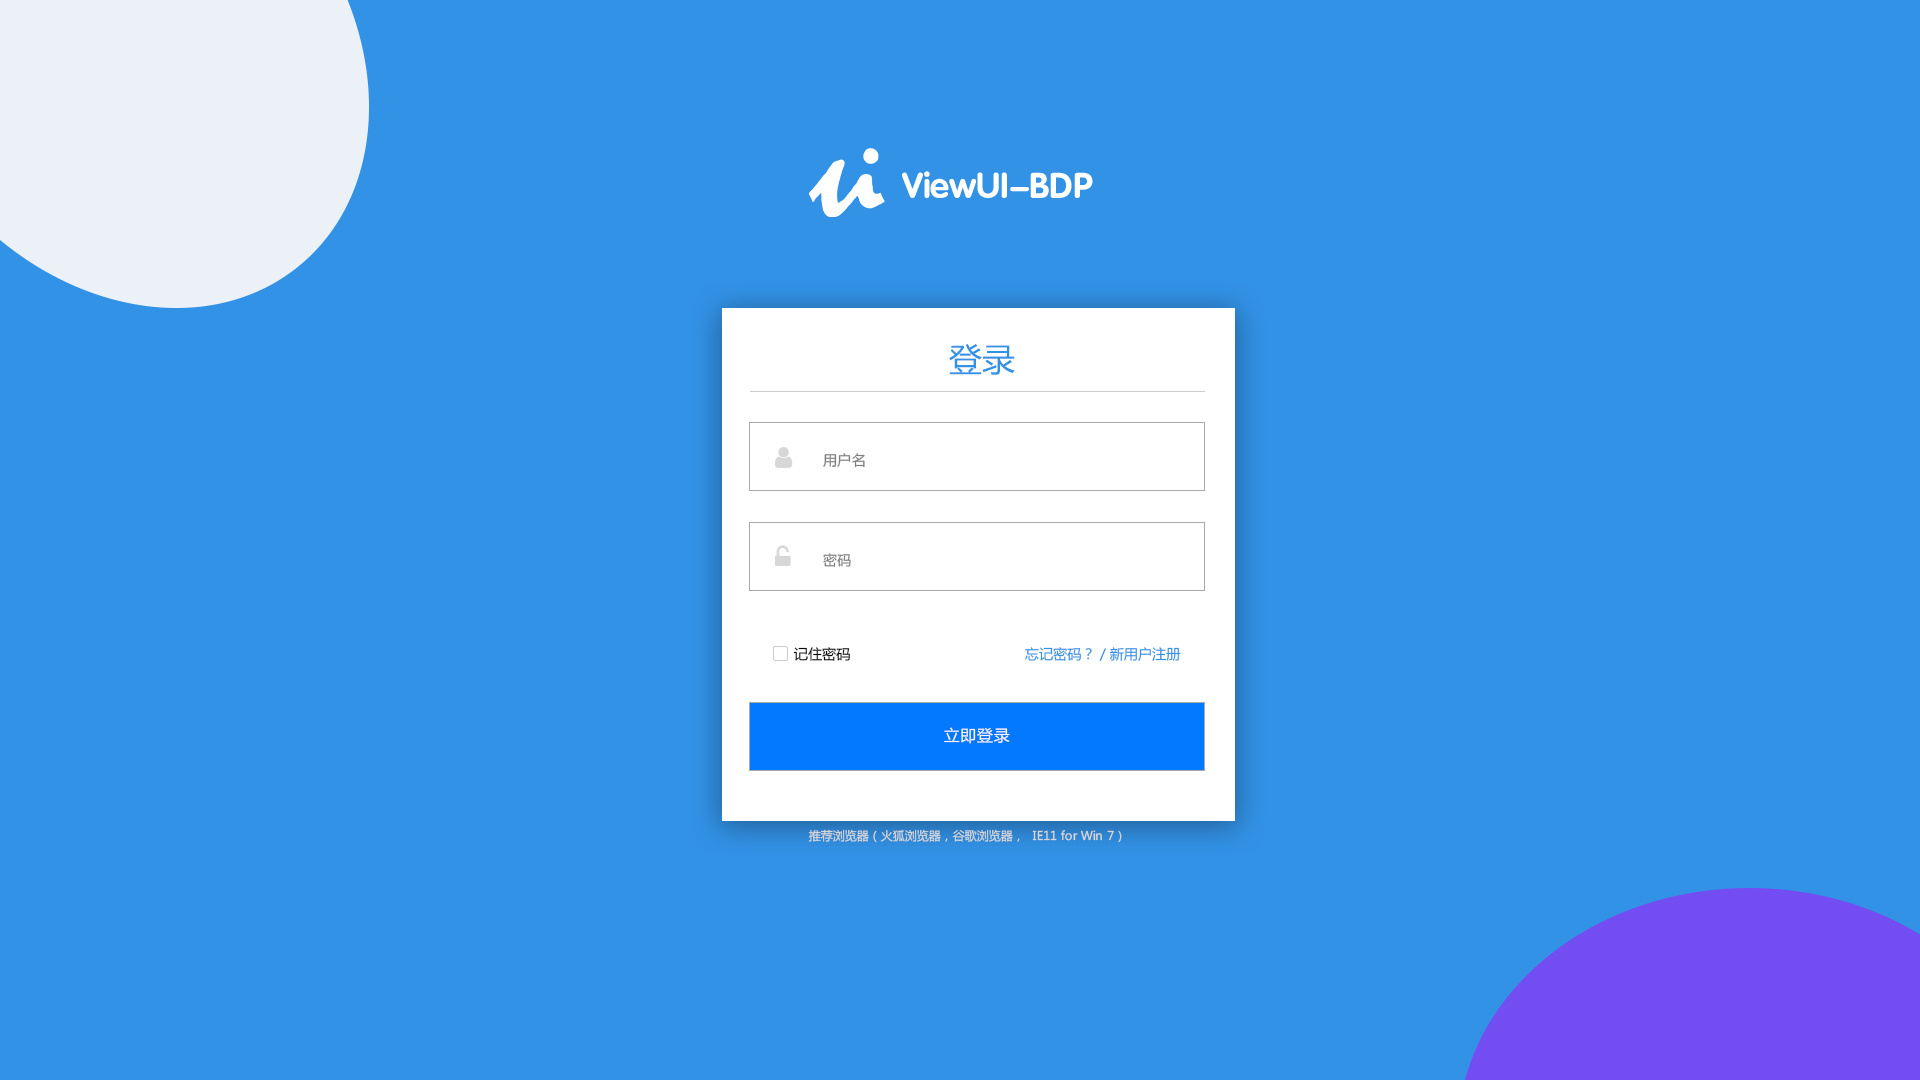 ViewUI-BDP
登录
用户名
密码
记住密码
忘记密码？ / 新用户注册
立即登录
推荐浏览器（火狐浏览器，谷歌浏览器， IE11 for Win 7）